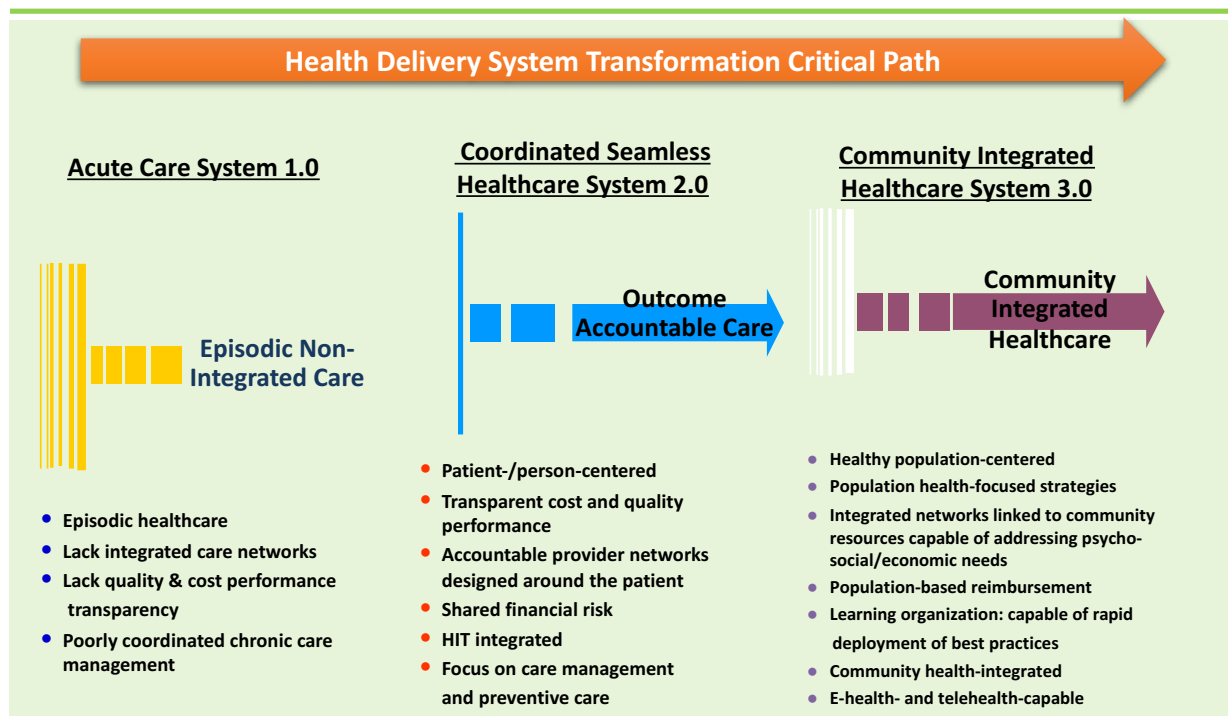 Health Delivery System Transformation Critical Path
Acute Care System 1.0
Episodic Non-
Integrated Care
• Episodic healthcare
• Lack integrated care networks
• Lack quality & cost performance
transparency
• Poorly coordinated chronic care
management
Coordinated Seamless
Healthcare System 2.0
Outcome
Accountable Care
• Patient-/person-centered
• Transparent cost and quality
performance
• Accountable provider networks
designed around the patient
• Shared financial risk
• HIT integrated
• Focus on care management
and preventive care
Community Integrated
Healthcare System 3.0
Community
Integrated
Healthcare
• Healthy population-centered
• Population health-focused strategies
• Integrated networks linked to community
resources capable of addressing psycho-
social/economic needs
• Population-based reimbursement
• Learning organization: capable of rapid
deployment of best practices
• Community health-integrated
• E-health- and telehealth-capable